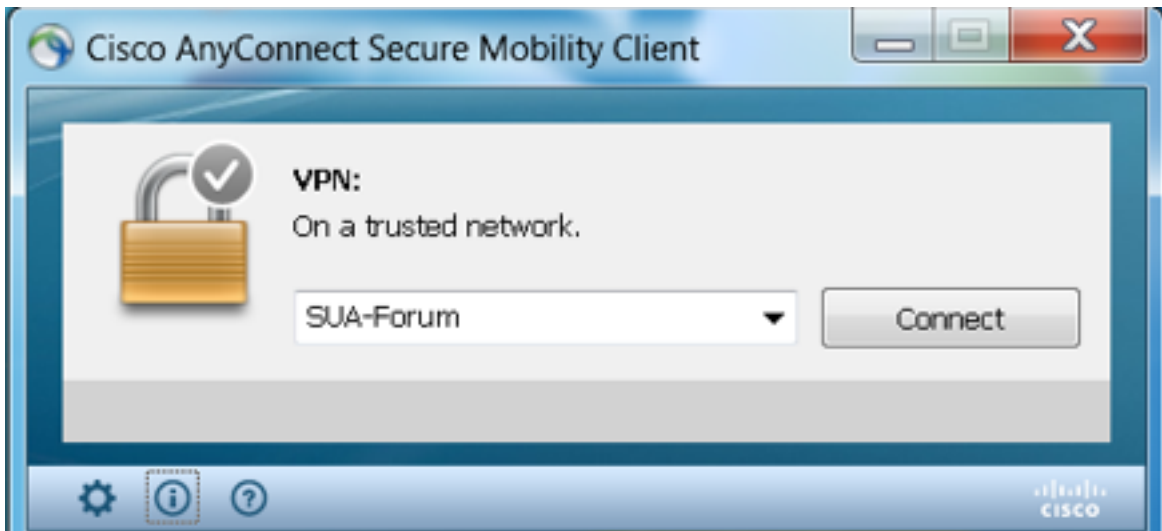 Cisco AnyConnect Secure Mobility Client
VPN:
On a trusted network.
SUA-Forum
Connect
CISCO